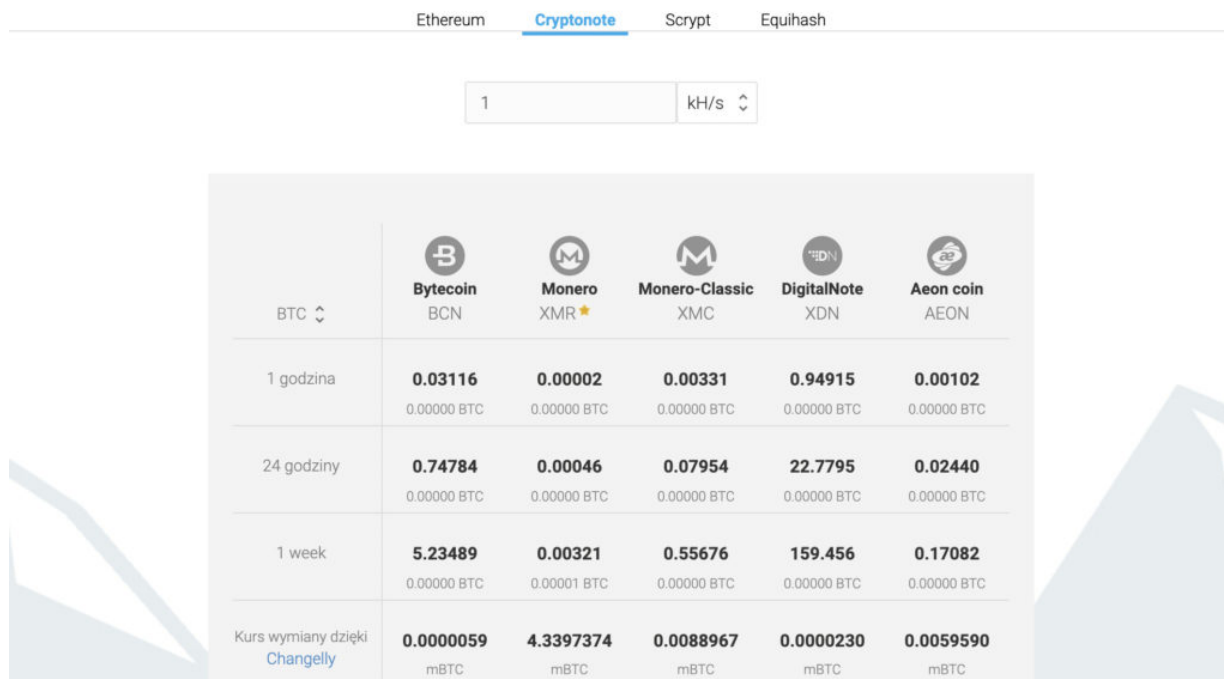 Ethereum Cryptonote Scrypt Equihash
1 kH/s
Bytecoin Monero Monero-Classic DigitalNote Aeon coin
BTC BCN XMR XMC XDN AEON
1 godzina 0.03116 0.00002 0.00331 0.94915 0.00102
0.00000 BTC 0.00000 BTC 0.00000 BTC 0.00000 BTC 0.00000 BTC
24 godziny 0.74784 0.00046 0.07954 22.7795 0.02440
0.00000 BTC 0.00000 BTC 0.00000 BTC 0.00000 BTC 0.00000 BTC
1 week 5.23489 0.00321 0.55676 159.456 0.17082
0.00000 BTC 0.00001 BTC 0.00000 BTC 0.00000 BTC 0.00000 BTC
Kurs wymiany dzięki 0.0000059 4.3397374 0.0088967 0.0000230 0.0059590
Changelly mBTC mBTC mBTC mBTC mBTC